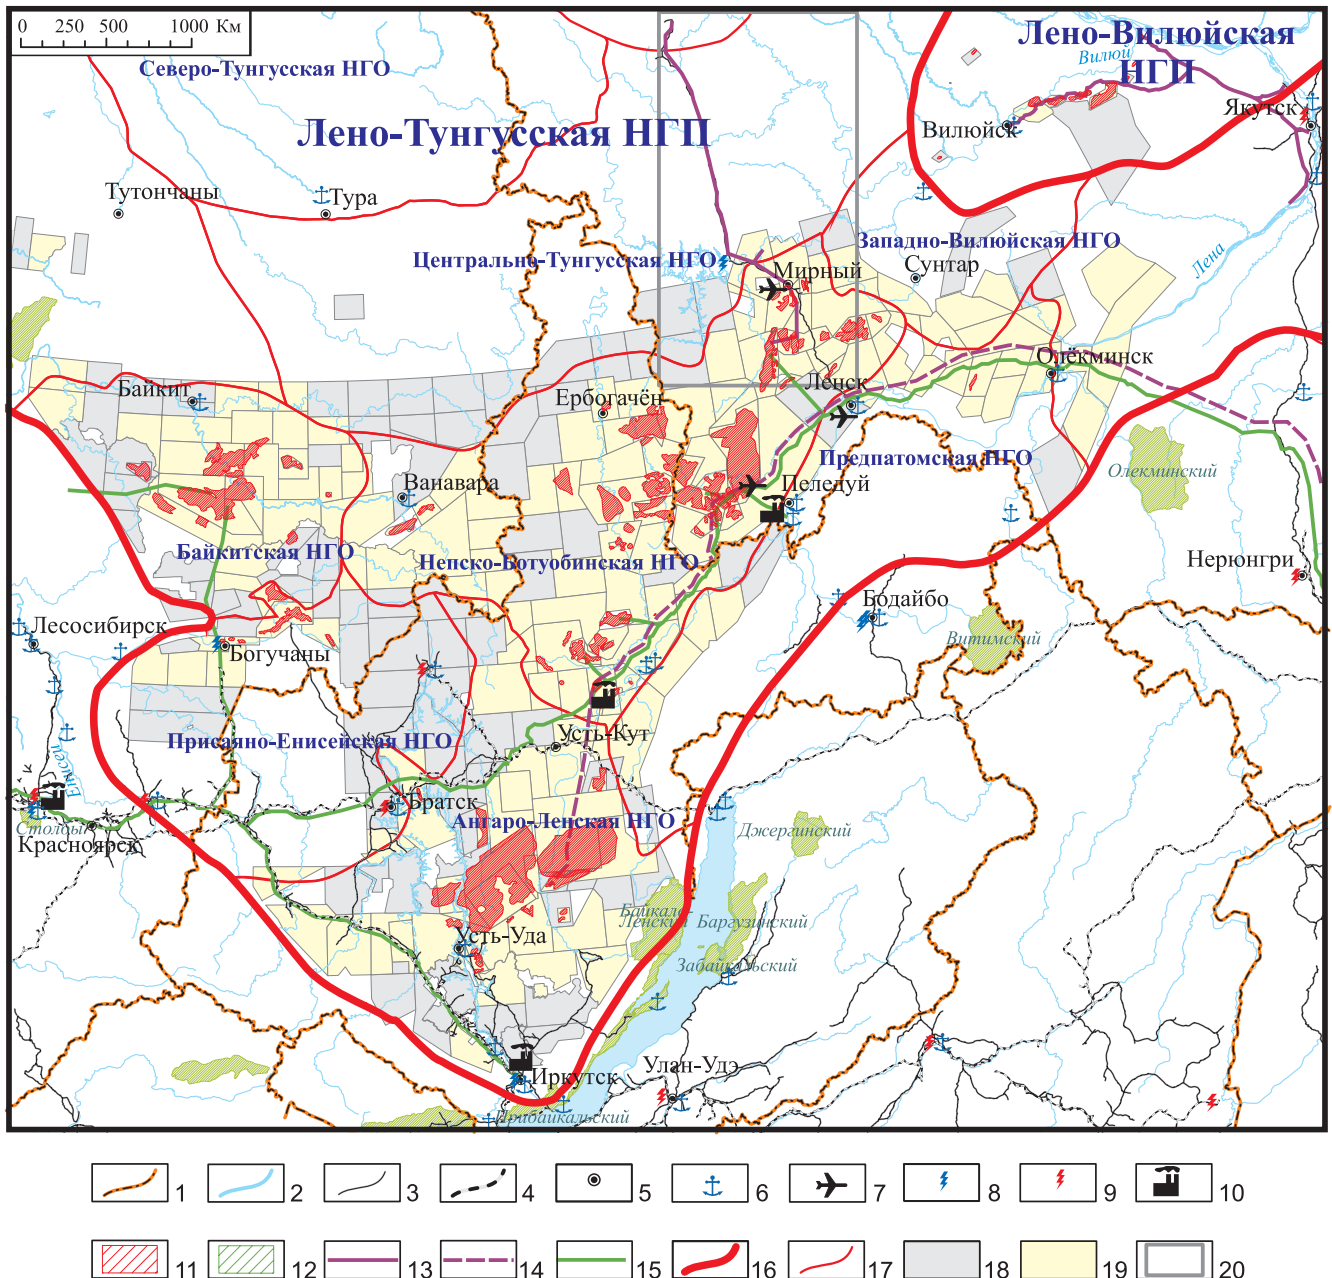 0 250 500 1000 Км
Лено-Вилюйская
НГП
Вилюй
Северо-Тунгусская НГО
Якутск
Вилюйск
Лено-Тунгусская НГП
Тутончаны
Тура
Западно-Вилюйская НГО
Центрально-Тунгусская НГО
Лена
Мирный
Сунтар
Олёкминск
Байкит
Ленск
Ербогачён
Предпатомская НГО
Олекминский
Ванавара
Пеледуй
Байкитская НГО
Непско-Ботуобинская НГО
Нерюнгри
Бодайбо
Лесосибирск
Витимский
Богучаны
Присаяно-Енисейская НГО
Усть-Кут
Енисей
Братск
Ангаро-Ленская НГО
Столбы
Джергинский
Красноярск
Байкало-
Ленский
Баргузинский
Усть-Уда
Забайкальский
Улан-Удэ
Иркутск
Прибайкальский
1 2 3 4 5 6 7 8 9 10
11 12 13 14 15 16 17 18 19 20